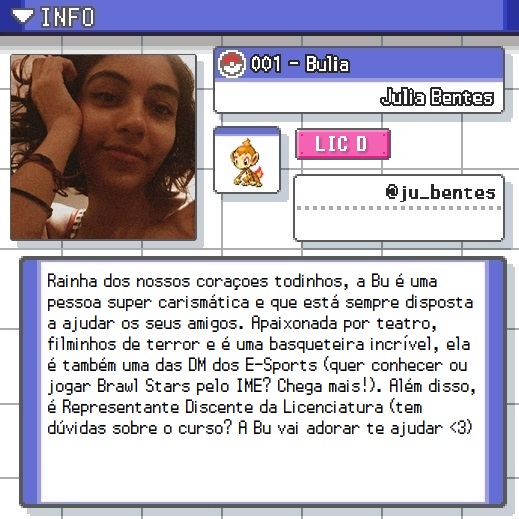 INFO
001 - Bulia
Julia Bentes
LIC D
@ju_bentes
Rainha dos nossos coraçoes todinhos, a Bu é uma
pessoa super carismática e que está sempre disposta
a ajudar os seus amigos. Apaixonada por teatro,
filminhos de terror e é uma basqueteira incrível, ela
é também uma das DM dos E-Sports (quer conhecer ou
jogar Brawl Stars pelo IME? Chega mais!). Além disso,
é Representante Discente da Licenciatura (tem
dúvidas sobre o curso? A Bu vai adorar te ajudar <3)